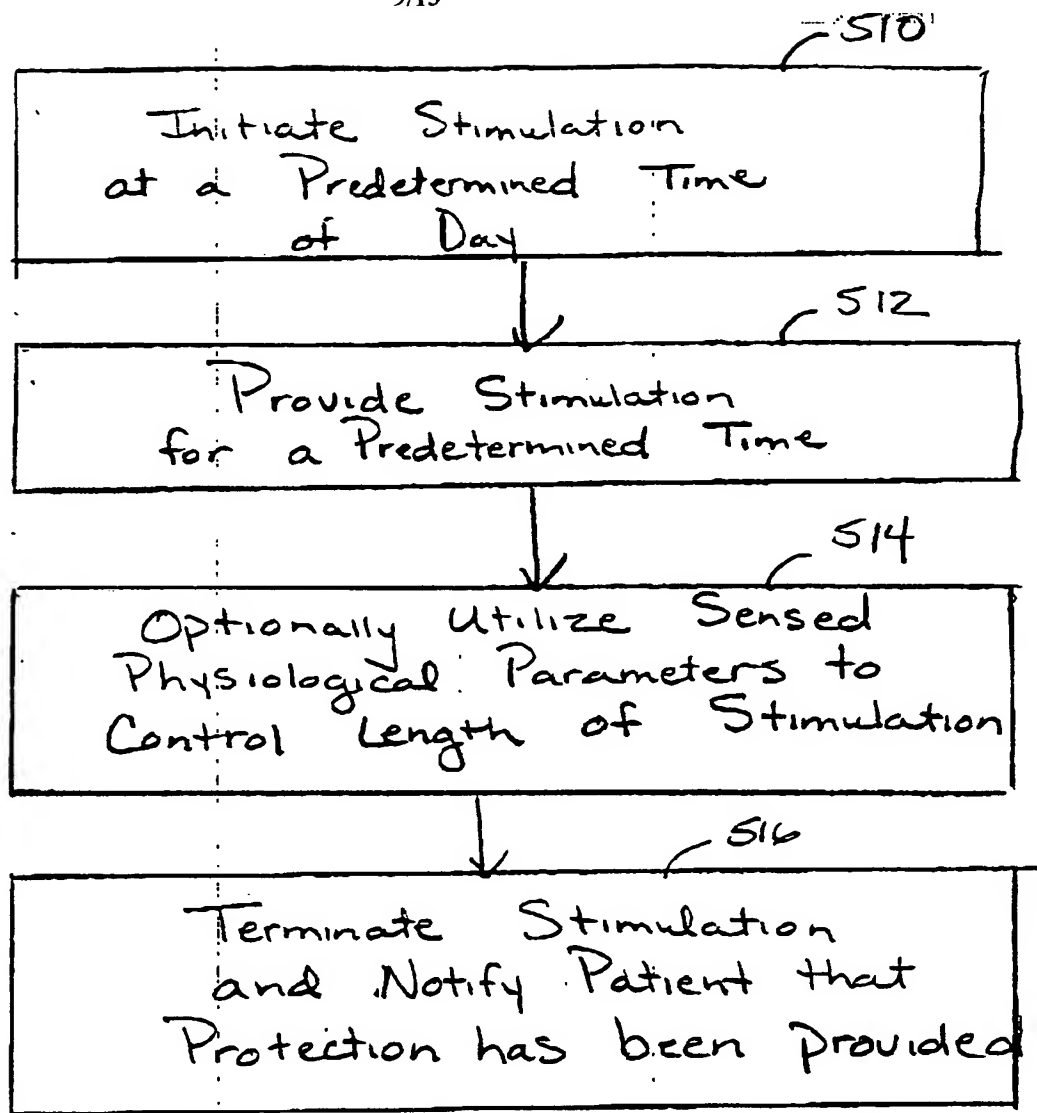 510
Initiate Stimulation
at a Predetermined Time
of Day
512
Provide Stimulation
for a Predetermined Time
514
Optionally Utilize Sensed
Physiological Parameters to
Control Length of Stimulation
516
Terminate Stimulation
and Notify Patient that
Protection has been provided